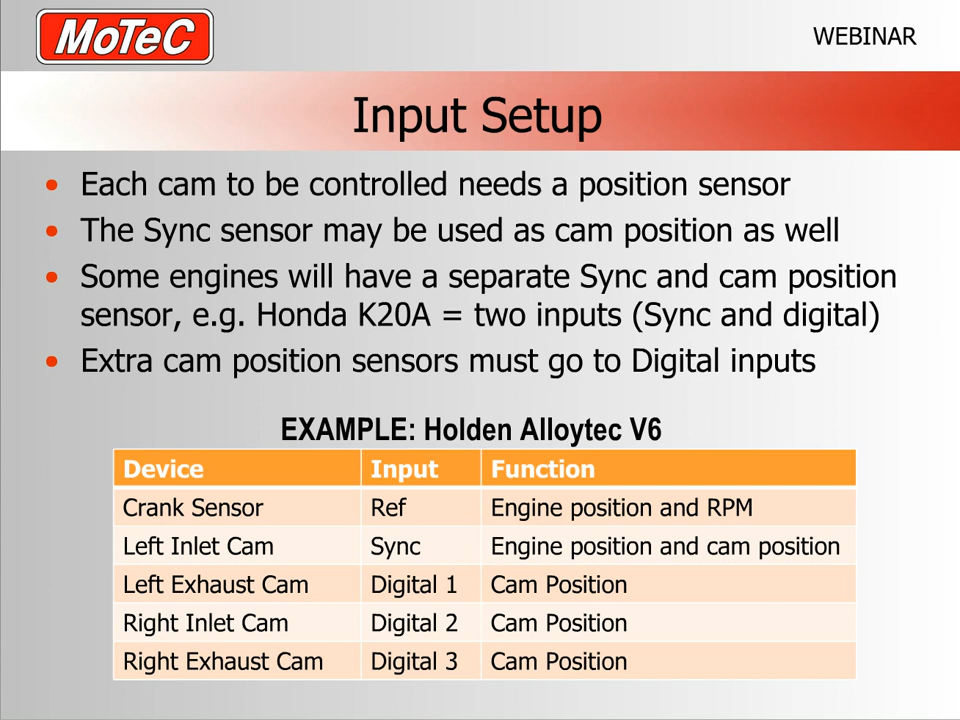 MoTeC
WEBINAR
Input Setup
• Each cam to be controlled needs a position sensor
• The Sync sensor may be used as cam position as well
• Some engines will have a separate Sync and cam position
sensor, e.g. Honda K20A = two inputs (Sync and digital)
• Extra cam position sensors must go to Digital inputs
EXAMPLE: Holden Alloytec V6
Device Input Function
Crank Sensor Ref Engine position and RPM
Left Inlet Cam Sync Engine position and cam position
Left Exhaust Cam Digital 1 Cam Position
Right Inlet Cam Digital 2 Cam Position
Right Exhaust Cam Digital 3 Cam Position